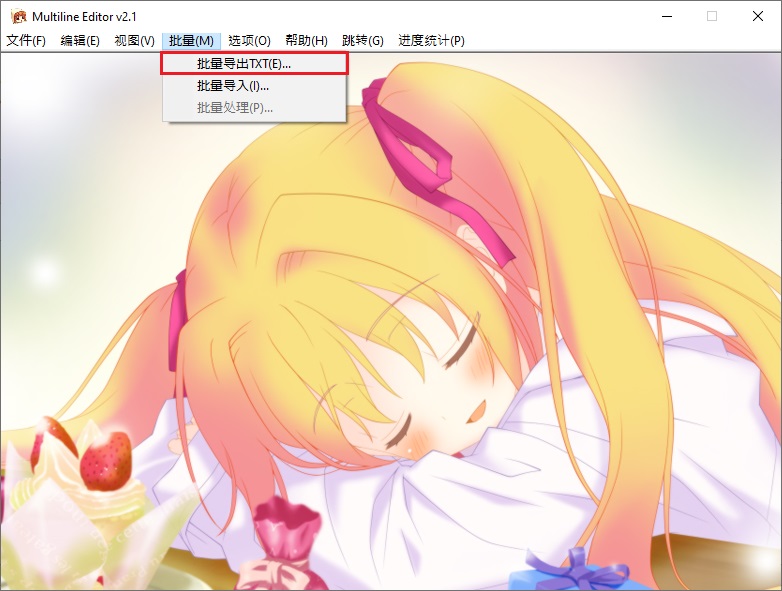 Multiline Editor v2.1
文件(F) 编辑(E) 视图(V) 批量(M) 选项(O) 帮助(H) 跳转(G) 进度统计(P)
批量导出TXT(E)...
批量导入(I)...
批量处理(P)...